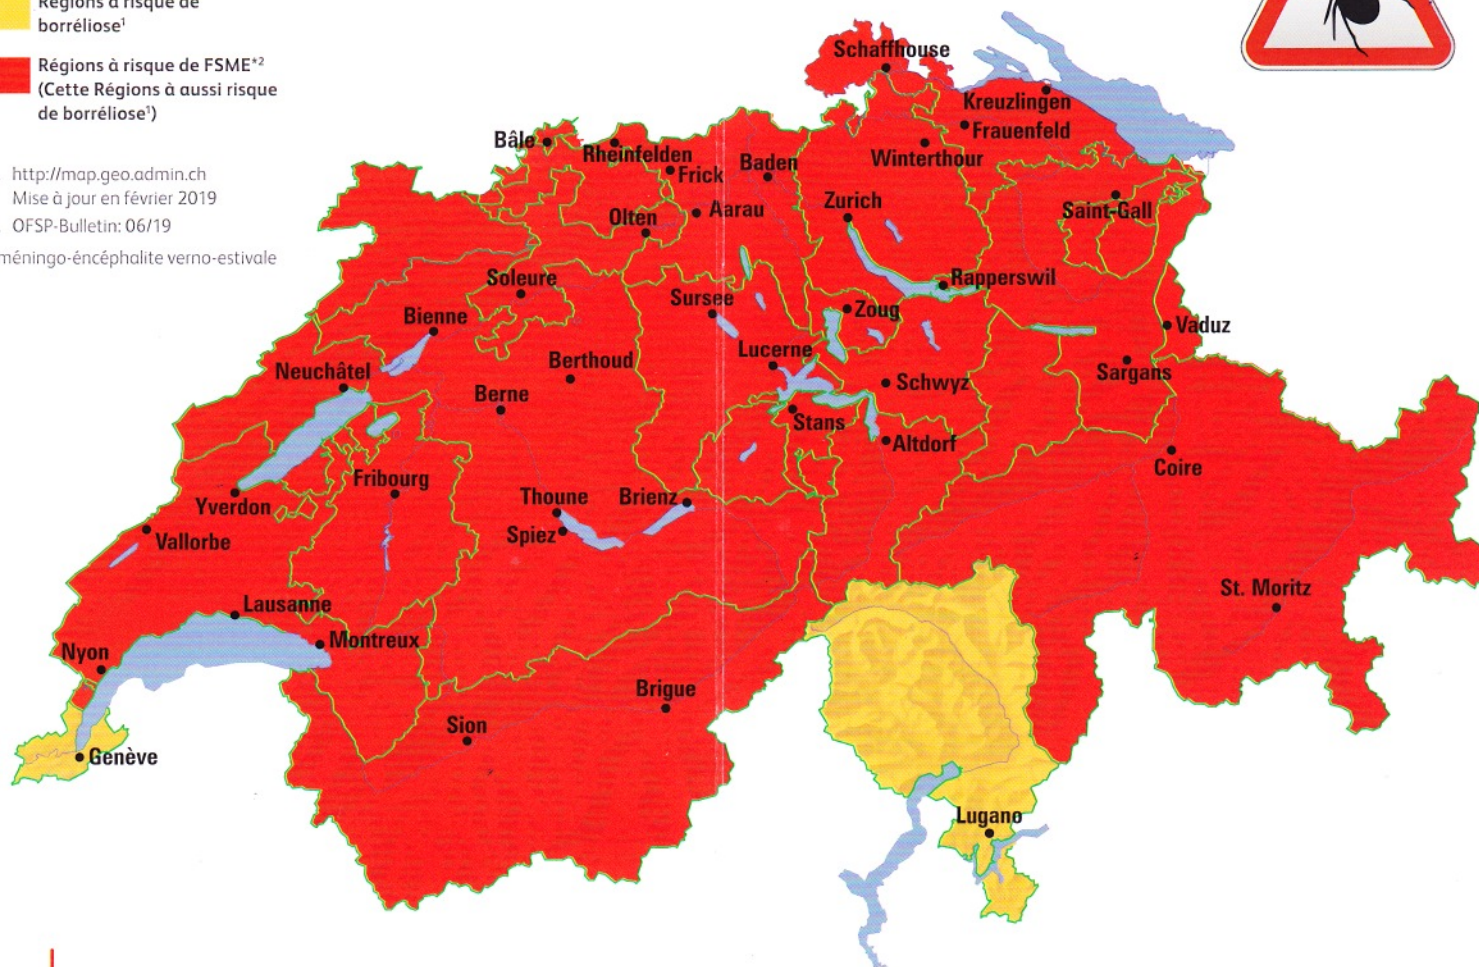 Régions à risque de
borréliose¹
Régions à risque de FSME*²
(Cette Régions à aussi risque
de borréliose¹)
http://map.geo.admin.ch
Mise à jour en février 2019
OFSP-Bulletin: 06/19
méningo-éncéphalite verno-estivale
Schaffhouse
Kreuzlingen
Frauenfeld
Bâle
Rheinfelden
Winterthour
Baden
Frick
Zurich
Aarau
Saint-Gall
Olten
Soleure
Rapperswil
Sursee
Zoug
Bienne
Vaduz
Lucerne
Berthoud
Neuchâtel
Sargans
Schwyz
Berne
Stans
Altdorf
Coire
Fribourg
Thoune
Brienz
Yverdon
Spiez
Vallorbe
St. Moritz
Lausanne
Montreux
Nyon
Brigue
Sion
Genève
Lugano